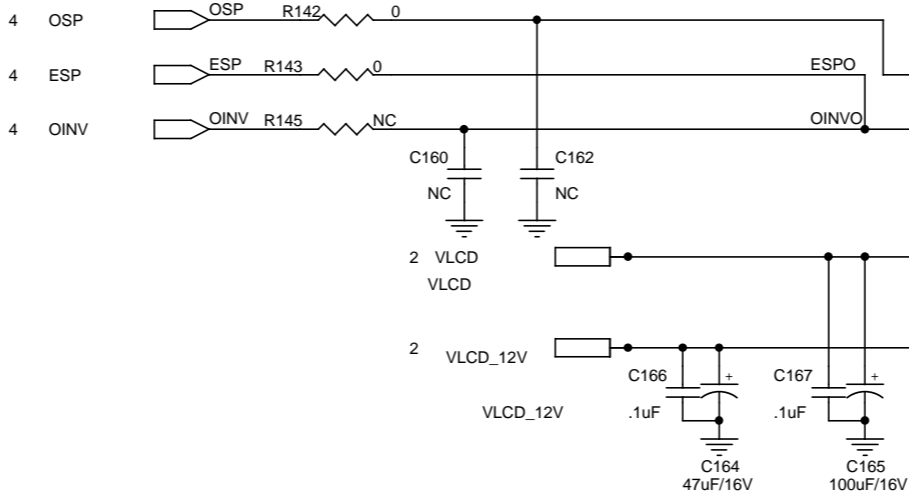 4 OSP OSP R142 0
4 ESP ESP R143 0 ESPO
4 OINV OINV R145 NC OINVO
C160 C162
NC NC
2 VLCD
VLCD
2 VLCD_12V
C166 + C167 +
VLCD_12V .1uF .1uF
C164 C165
47uF/16V 100uF/16V